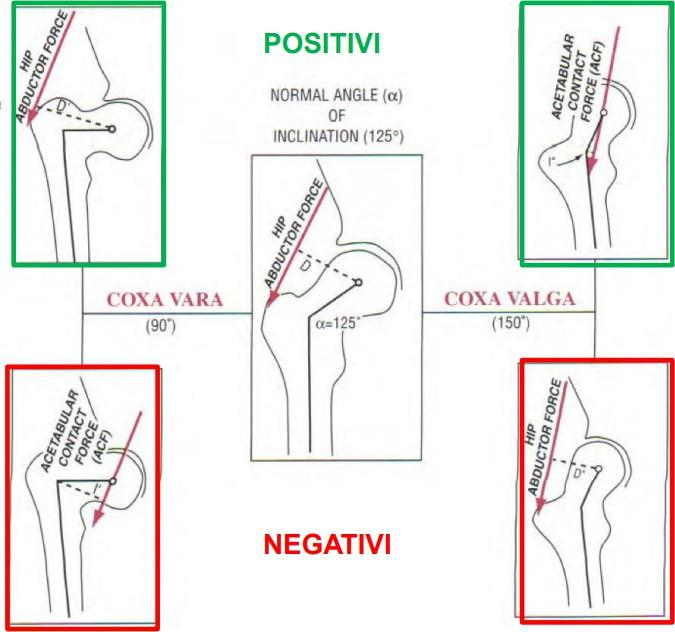 POSITIVI
NORMAL ANGLE (α)
OF
INCLINATION (125°)
HIP
ABDUCTOR FORCE
D'
ACETABULAR
CONTACT
FORCE (ACF)
I"
HIP
ABDUCTOR FORCE
D
α=125°
COXA VARA
(90°)
COXA VALGA
(150°)
ACETABULAR
CONTACT
FORCE
(ACF)
I'
HIP
ABDUCTOR FORCE
D"
NEGATIVI